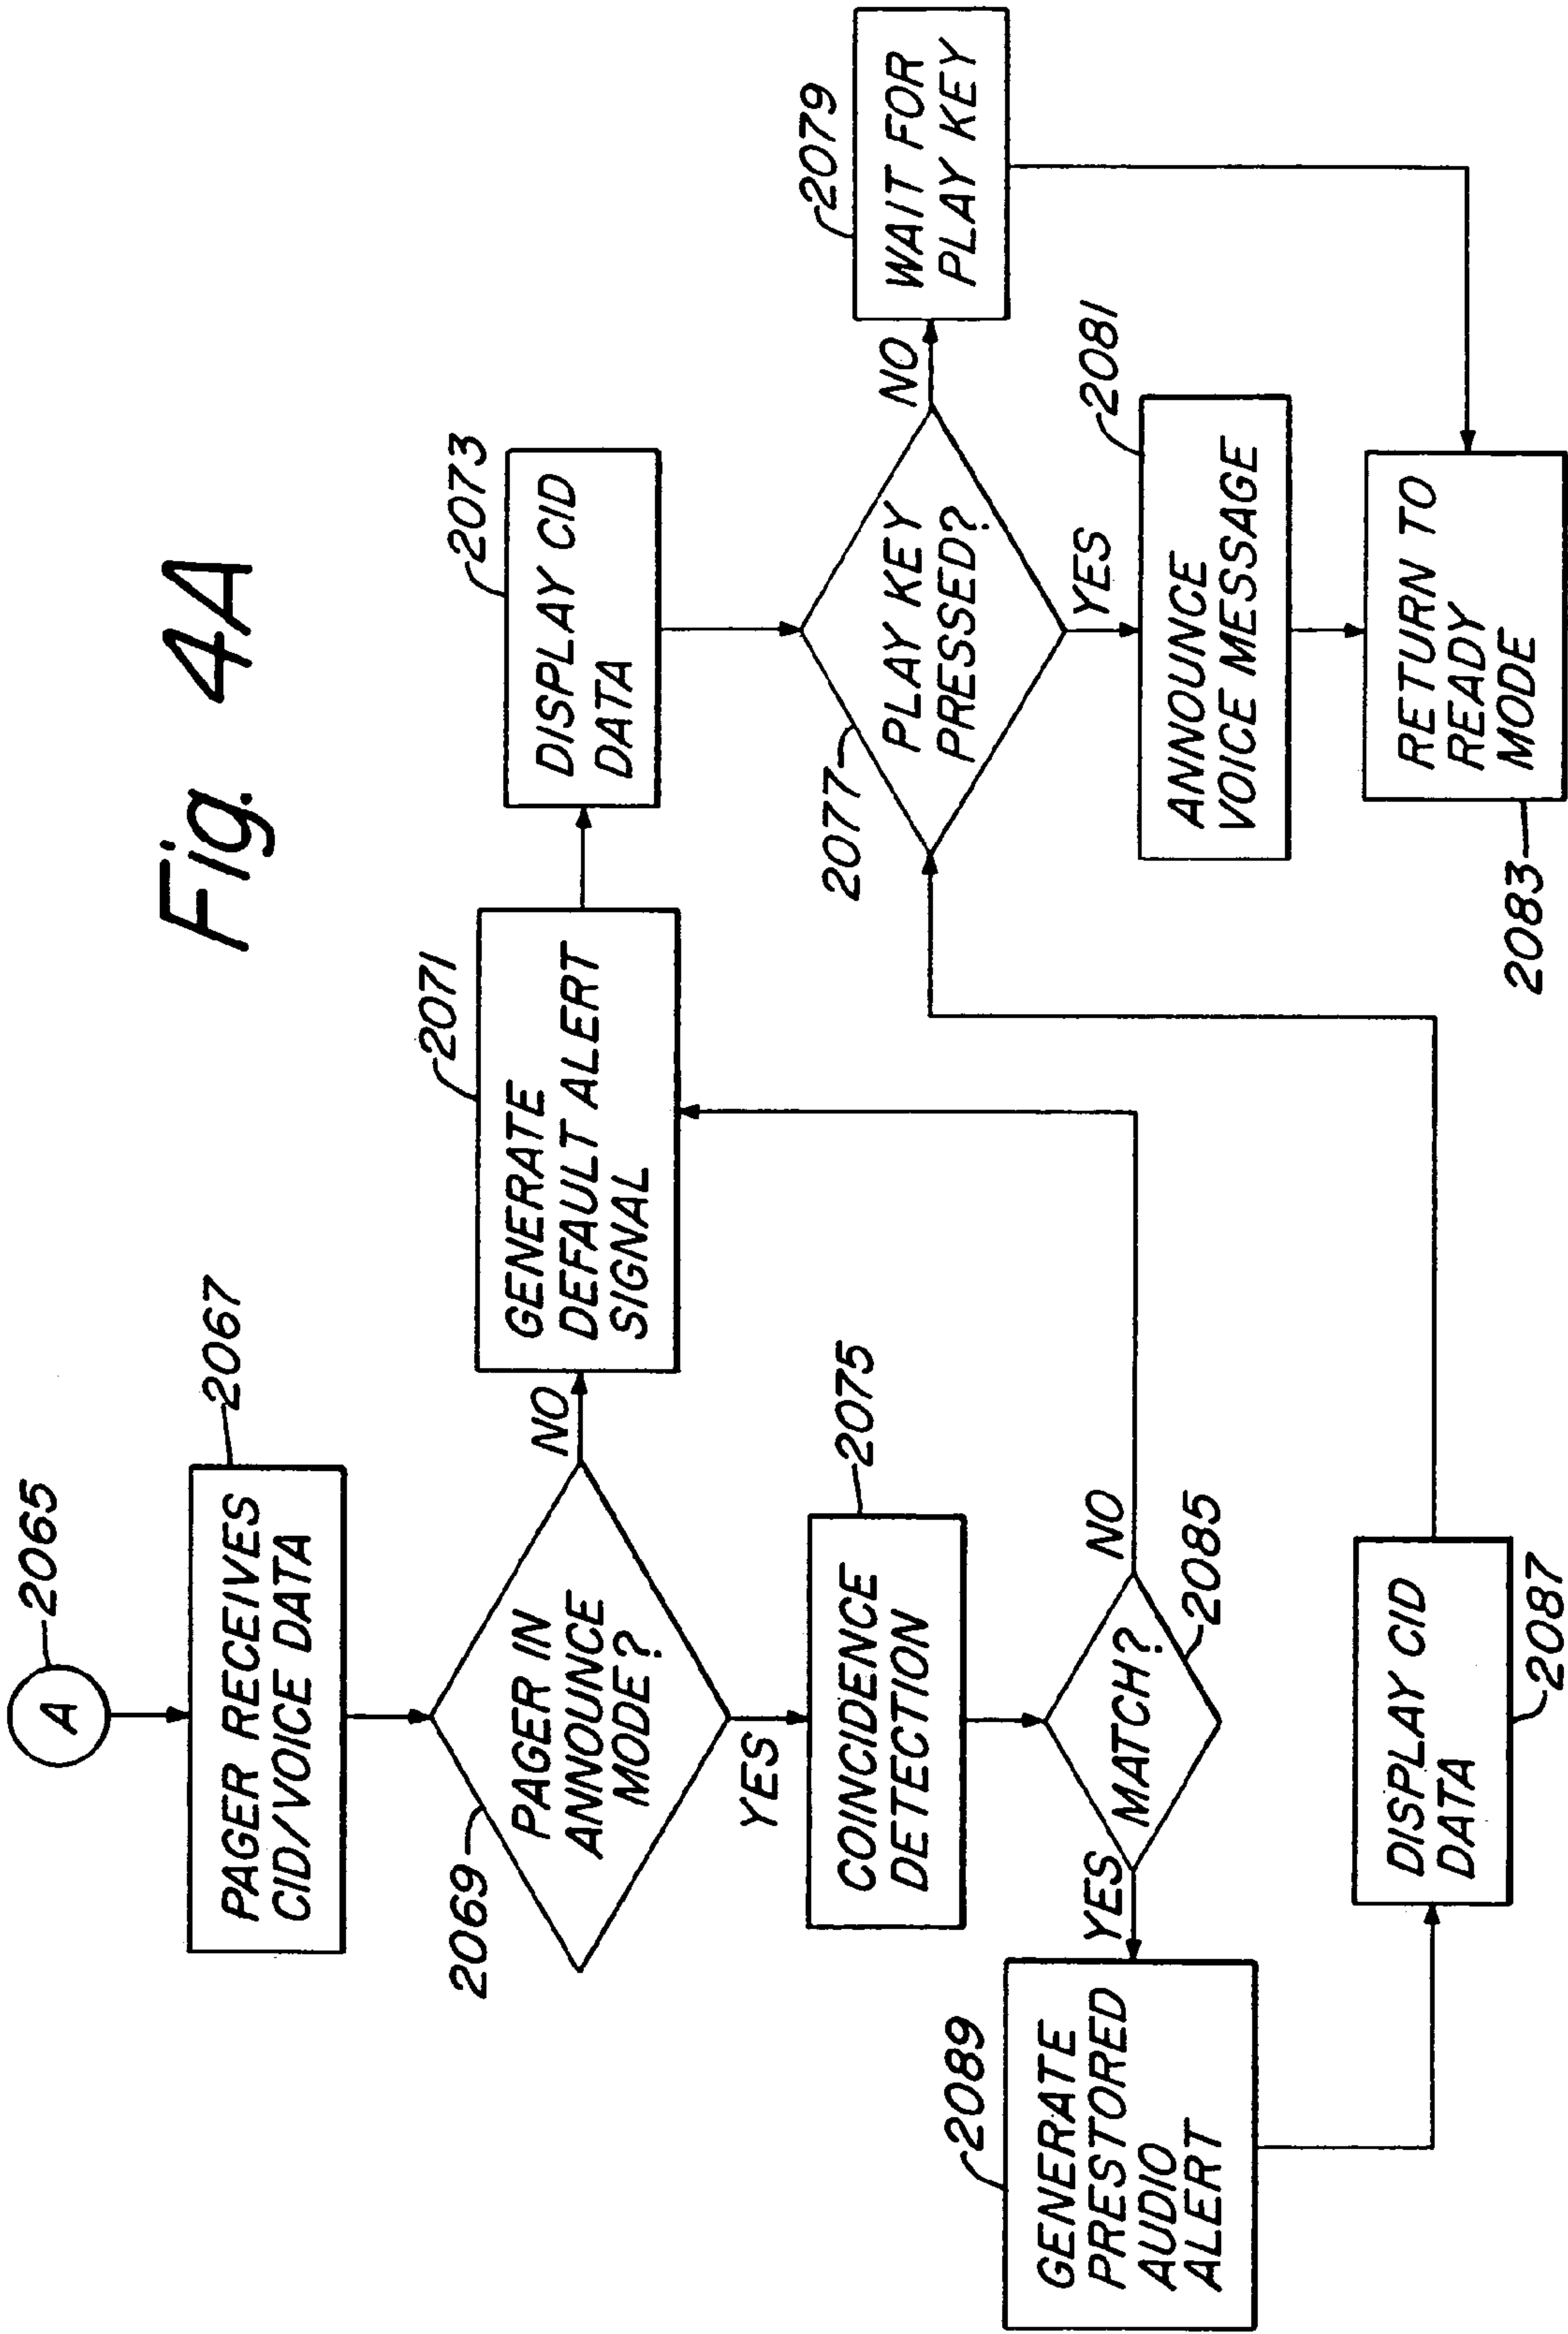 Fig. 4A
A
2065
PAGER RECEIVES
CID/VOICE DATA
2067
PAGER IN
ANNOUNCE
MODE?
2069
NO
YES
GENERATE
DEFAULT ALERT
SIGNAL
2071
DISPLAY CID
DATA
2073
COINCIDENCE
DETECTION
2075
MATCH?
2085
NO
YES
GENERATE
PRESTORED
AUDIO
ALERT
2089
DISPLAY CID
DATA
2087
PLAY KEY
PRESSED?
2077
NO
YES
WAIT FOR
PLAY KEY
2079
ANNOUNCE
VOICE MESSAGE
2081
RETURN TO
READY
MODE
2083